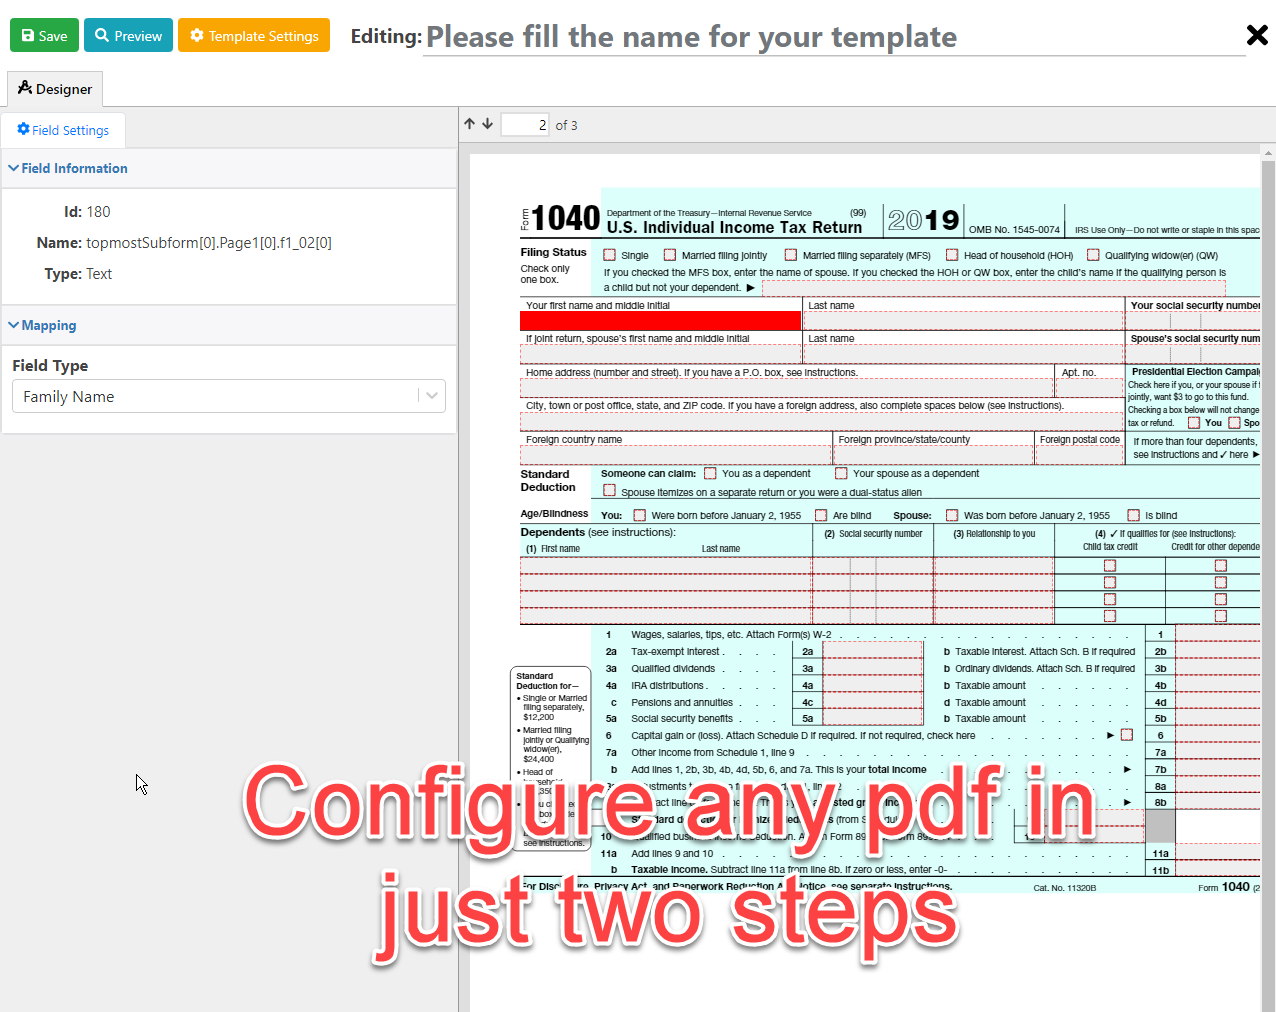 Save Preview Template Settings Editing: Please fill the name for your template
Designer
Field Settings
2 of 3
Field Information
Id: 180
Name: topmostSubform[0].Page1[0].f1_02[0]
Type: Text
Mapping
Field Type
Family Name
Form 1040 Department of the Treasury—Internal Revenue Service (99)
U.S. Individual Income Tax Return 2019 OMB No. 1545-0074 IRS Use Only—Do not write or staple in this spac
Filing Status Single Married filing jointly Married filing separately (MFS) Head of household (HOH) Qualifying widow(er) (QW)
Check only
one box.
If you checked the MFS box, enter the name of spouse. If you checked the HOH or QW box, enter the child's name if the qualifying person is
a child but not your dependent. ▶
Your first name and middle initial Last name Your social security number
If joint return, spouse's first name and middle initial Last name Spouse's social security num
Home address (number and street). If you have a P.O. box, see instructions. Apt. no.
City, town or post office, state, and ZIP code. If you have a foreign address, also complete spaces below (see instructions).
Foreign country name Foreign province/state/county Foreign postal code
Presidential Election Campai
Check here if you, or your spouse if f
jointly, want $3 to go to this fund.
Checking a box below will not change
tax or refund. You Spo
If more than four dependents,
see instructions and ✓ here ▶
Standard
Deduction
Someone can claim: You as a dependent Your spouse as a dependent
Spouse itemizes on a separate return or you were a dual-status alien
Age/Blindness You: Were born before January 2, 1955 Are blind Spouse: Was born before January 2, 1955 Is blind
Dependents (see instructions): (2) Social security number (3) Relationship to you (4) ✓ if qualifies for (see instructions):
(1) First name Last name Child tax credit Credit for other depende
1 Wages, salaries, tips, etc. Attach Form(s) W-2 . . . . . . . . . . . . . . . . . 1
2a Tax-exempt interest . . . . 2a b Taxable interest. Attach Sch. B if required 2b
3a Qualified dividends . . . . 3a b Ordinary dividends. Attach Sch. B if required 3b
4a IRA distributions . . . . . 4a b Taxable amount . . . . . . 4b
c Pensions and annuities . . . 4c d Taxable amount . . . . . . 4d
5a Social security benefits . . . 5a b Taxable amount . . . . . . 5b
6 Capital gain or (loss). Attach Schedule D if required. If not required, check here . . . . . . . ▶ 6
7a Other income from Schedule 1, line 9 . . . . . . . . . . . . . . . . . . . 7a
b Add lines 1, 2b, 3b, 4b, 4d, 5b, 6, and 7a. This is your total income ▶ 7b
8a
▶ 8b
10
11a Add lines 9 and 10 . . . . . . . . . . . . . . . . 11a
b Taxable income. Subtract line 11a from line 8b. If zero or less, enter -0- . . . . . . . . 11b
Standard
Deduction for—
• Single or Married
filing separately,
$12,200
• Married filing
jointly or Qualifying
widow(er),
$24,400
• Head of
see instructions.
For Disclosure, Privacy Act, and Paperwork Reduction Act Notice, see separate instructions. Cat. No. 11320B Form 1040 (2
Configure any pdf in
just two steps